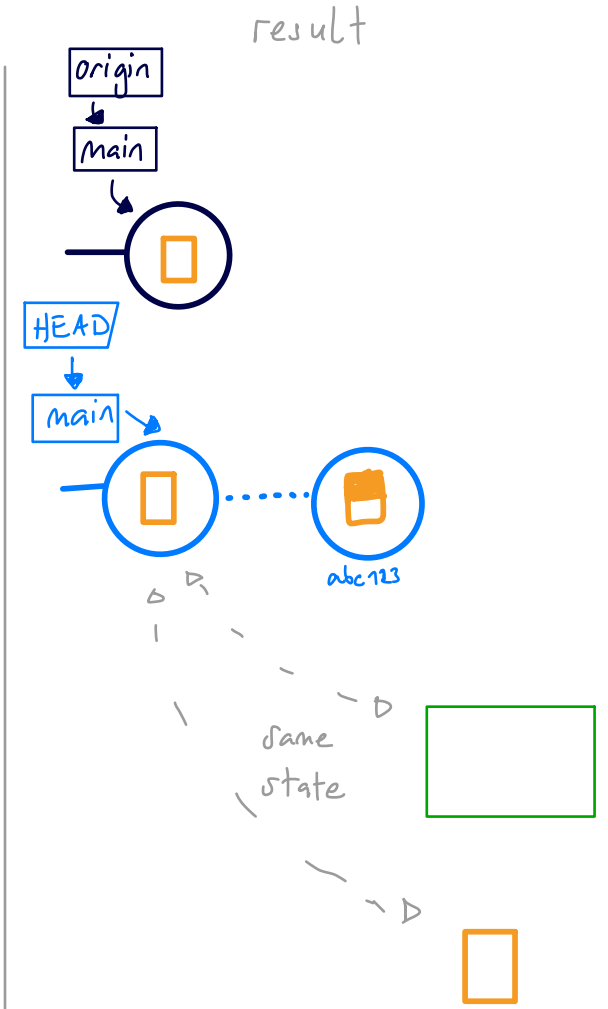 result
origin
main
HEAD
main
abc123
same
state